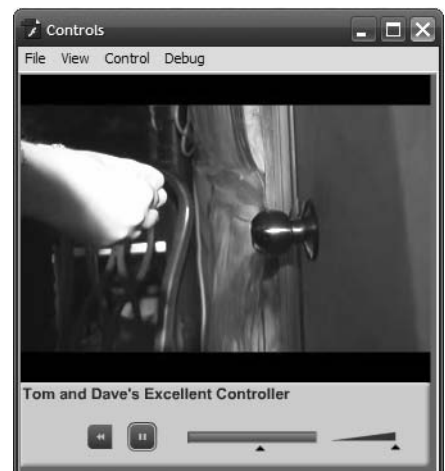 Controls
File View Control Debug
Tom and Dave's Excellent Controller